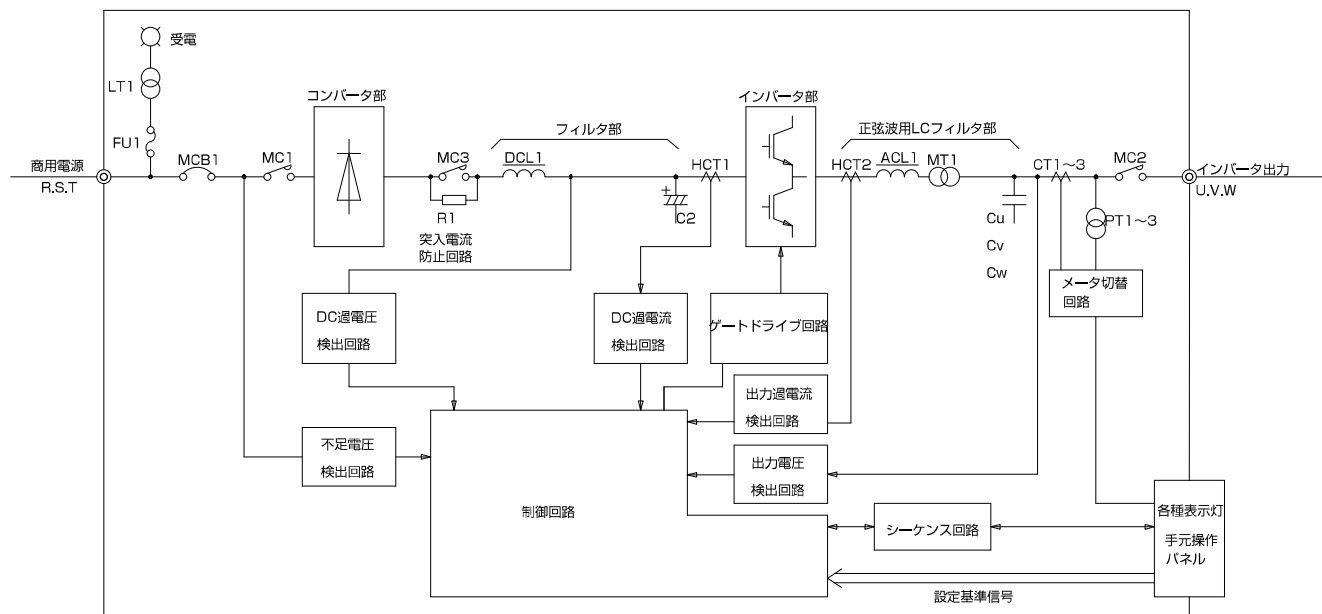 受電
LT1
FU1
商用電源
R.S.T
MCB1
MC1
コンバータ部
MC3
R1
突入電流
防止回路
フィルタ部
DCL1
C2
HCT1
インバータ部
正弦波用LCフィルタ部
HCT2
ACL1
MT1
Cu
Cv
Cw
CT1～3
MC2
インバータ出力
U.V.W
PT1～3
メータ切替
回路
DC過電圧
検出回路
DC過電流
検出回路
ゲートドライブ回路
出力過電流
検出回路
不足電圧
検出回路
出力電圧
検出回路
制御回路
シーケンス回路
各種表示灯
手元操作
パネル
設定基準信号